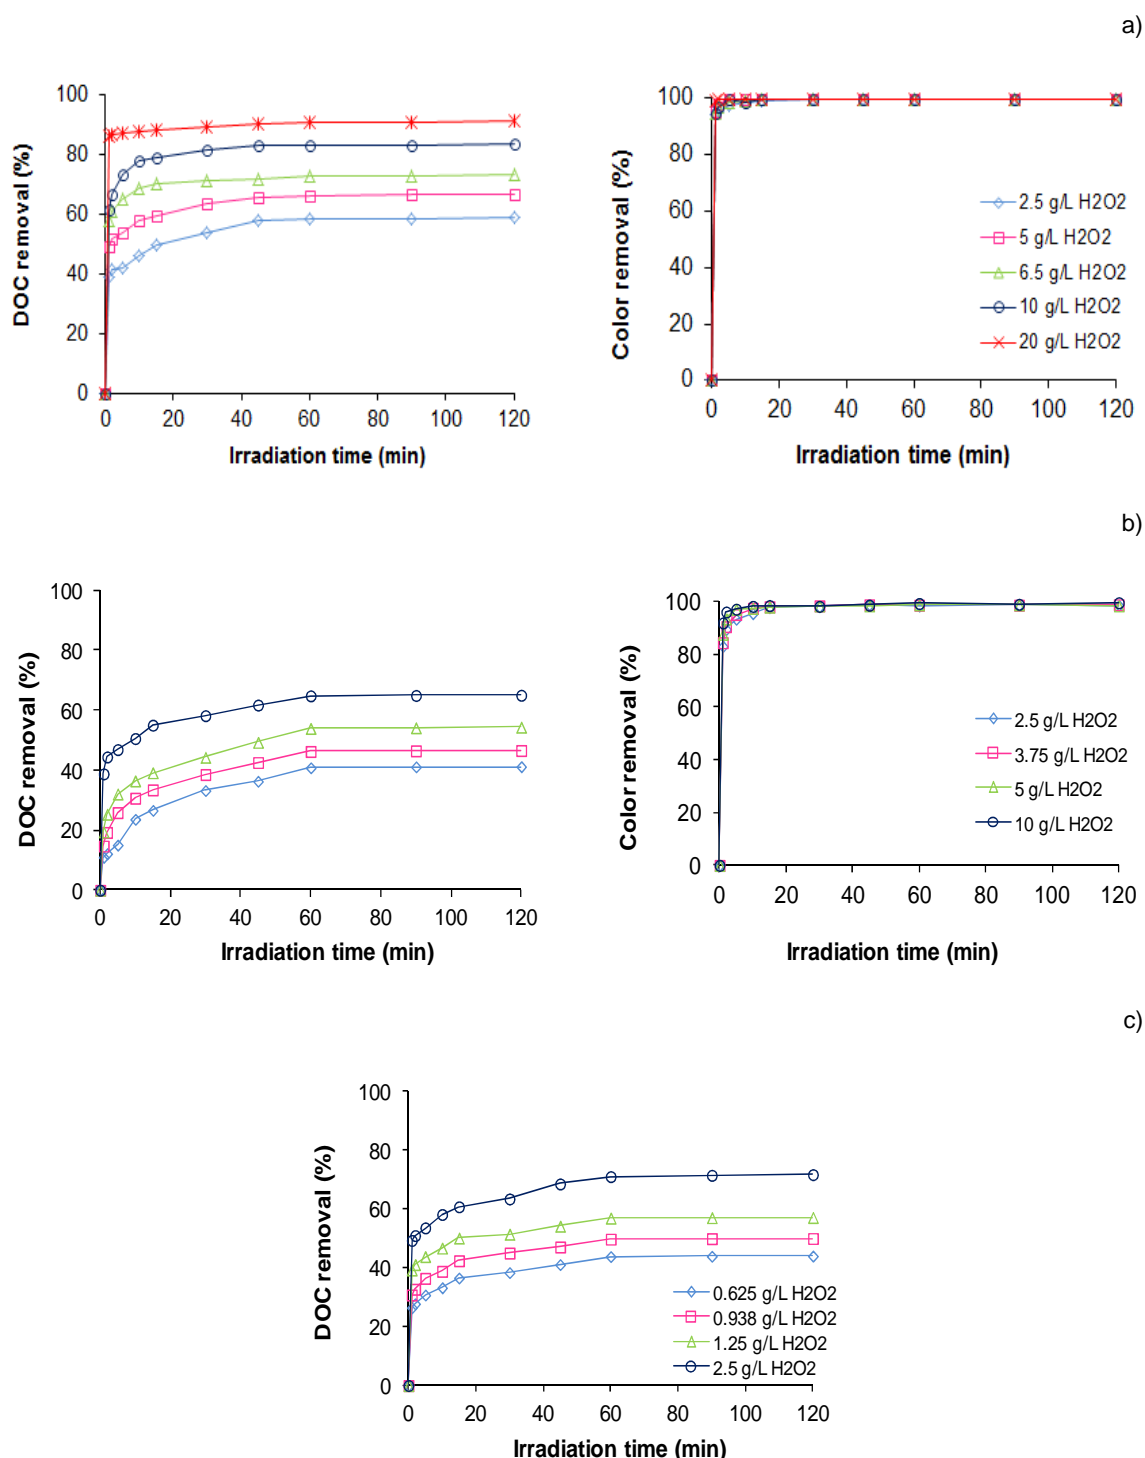 a)
DOC removal (%)
100
80
60
40
20
0
0 20 40 60 80 100 120
Irradiation time (min)
Color removal (%)
100
80
60
40
20
0
2.5 g/L H2O2
5 g/L H2O2
6.5 g/L H2O2
10 g/L H2O2
20 g/L H2O2
0 20 40 60 80 100 120
Irradiation time (min)
b)
DOC removal (%)
100
80
60
40
20
0
0 20 40 60 80 100 120
Irradiation time (min)
Color removal (%)
100
80
60
40
20
0
2.5 g/L H2O2
3.75 g/L H2O2
5 g/L H2O2
10 g/L H2O2
0 20 40 60 80 100 120
Irradiation time (min)
c)
DOC removal (%)
100
80
60
40
20
0
0.625 g/L H2O2
0.938 g/L H2O2
1.25 g/L H2O2
2.5 g/L H2O2
0 20 40 60 80 100 120
Irradiation time (min)